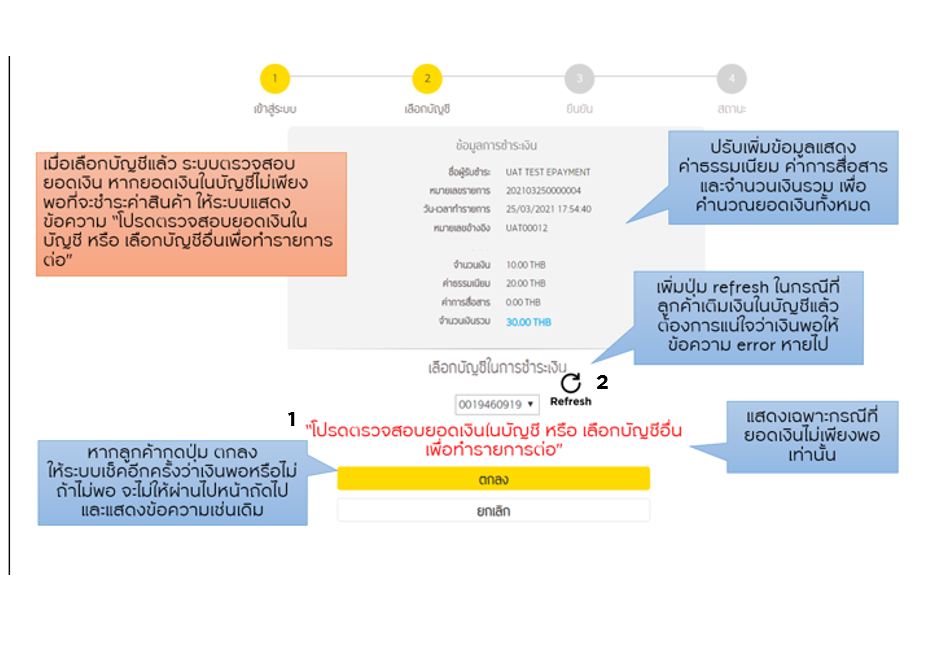 1
2
3
4
เข้าสู่ระบบ
เลือกบัญชี
ยืนยัน
สถานะ
เมื่อเลือกบัญชีแล้ว ระบบตรวจสอบ
ยอดเงิน หากยอดเงินในบัญชีไม่เพียง
พอที่จะชำระค่าสินค้า ให้ระบบแสดง
ข้อความ "โปรดตรวจสอบยอดเงินใน
บัญชี หรือ เลือกบัญชีอื่นเพื่อทำรายการ
ต่อ"
ข้อมูลการชำระเงิน
ชื่อผู้รับชำระ: UAT TEST EPAYMENT
หมายเลขรายการ 202103250000004
วัน-เวลาทำรายการ 25/03/2021 17:54:40
หมายเลขอ้างอิง UAT00012
จำนวนเงิน 10.00 THB
ค่าธรรมเนียม 20.00 THB
ค่าการสื่อสาร 0.00 THB
จำนวนเงินรวม 30.00 THB
ปรับเพิ่มข้อมูลแสดง
ค่าธรรมเนียม ค่าการสื่อสาร
และจำนวนเงินรวม เพื่อ
คำนวณยอดเงินทั้งหมด
เพิ่มปุ่ม refresh ในกรณีที่
ลูกค้าเติมเงินในบัญชีแล้ว
ต้องการแน่ใจว่าเงินพอให้
ข้อความ error หายไป
เลือกบัญชีในการชำระเงิน
2
Refresh
0019460919
1
"โปรดตรวจสอบยอดเงินในบัญชี หรือ เลือกบัญชีอื่น
เพื่อทำรายการต่อ"
แสดงเฉพาะกรณีที่
ยอดเงินไม่เพียงพอ
เท่านั้น
หากลูกค้ากดปุ่ม ตกลง
ให้ระบบเช็คอีกครั้งว่าเงินพอหรือไม่
ถ้าไม่พอ จะไม่ให้ผ่านไปหน้าถัดไป
และแสดงข้อความเช่นเดิม
ตกลง
ยกเลิก